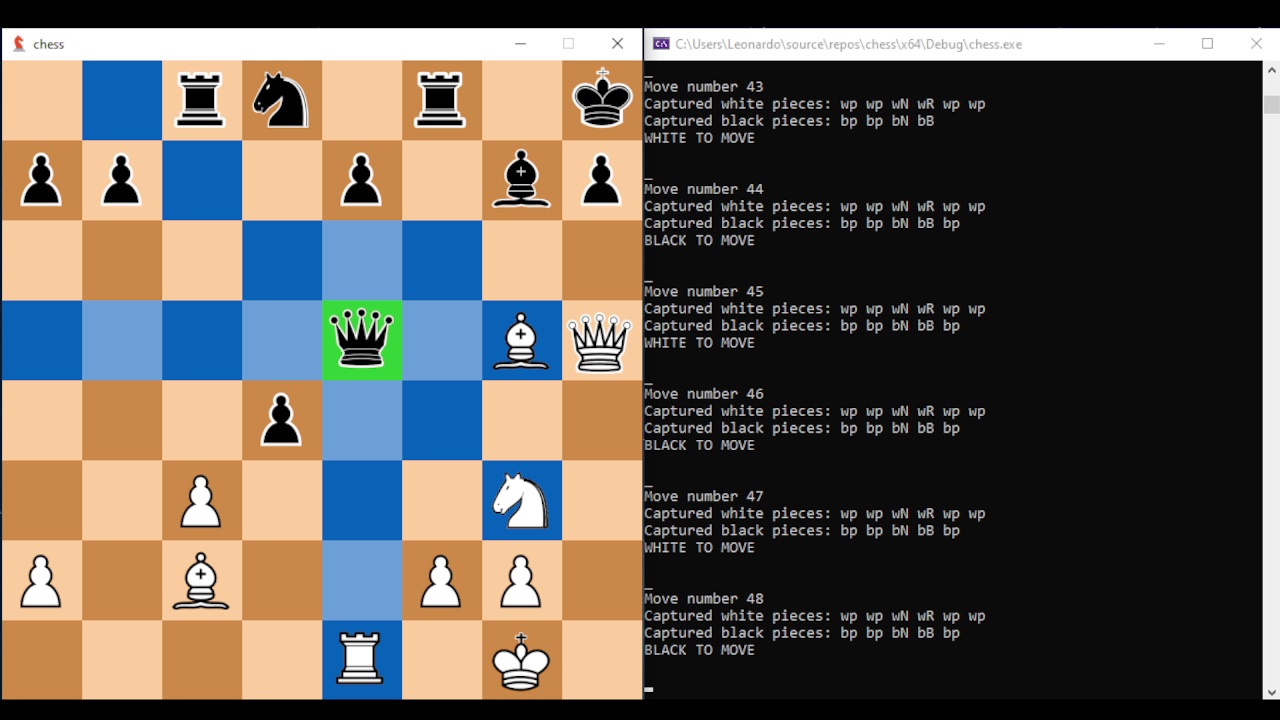 chess
C:\Users\Leonardo\source\repos\chess\x64\Debug\chess.exe
_
Move number 43
Captured white pieces: wp wp wN wR wp wp
Captured black pieces: bp bp bN bB
WHITE TO MOVE
_
Move number 44
Captured white pieces: wp wp wN wR wp wp
Captured black pieces: bp bp bN bB bp
BLACK TO MOVE
_
Move number 45
Captured white pieces: wp wp wN wR wp wp
Captured black pieces: bp bp bN bB bp
WHITE TO MOVE
_
Move number 46
Captured white pieces: wp wp wN wR wp wp
Captured black pieces: bp bp bN bB bp
BLACK TO MOVE
_
Move number 47
Captured white pieces: wp wp wN wR wp wp
Captured black pieces: bp bp bN bB bp
WHITE TO MOVE
_
Move number 48
Captured white pieces: wp wp wN wR wp wp
Captured black pieces: bp bp bN bB bp
BLACK TO MOVE